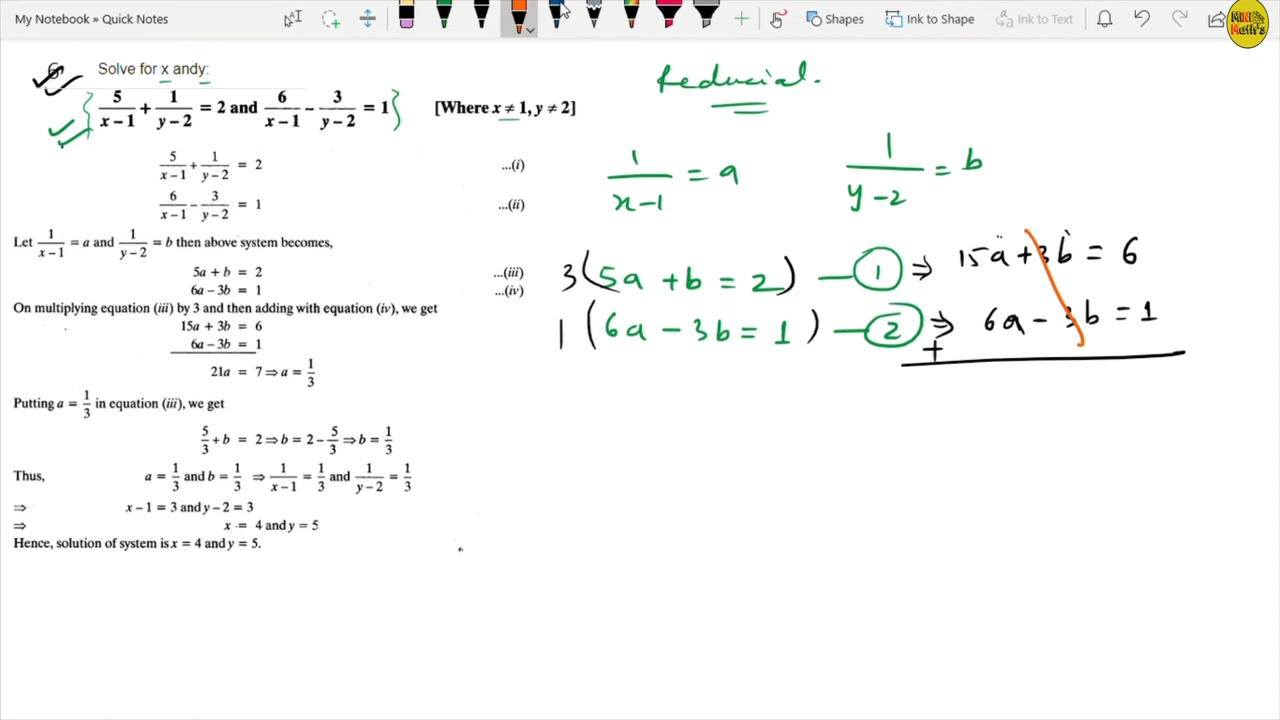 My Notebook » Quick Notes
Shapes
Ink to Shape
Ink to Text
MINI Math's
6. Solve for x andy:
5/(x−1) + 1/(y−2) = 2 and 6/(x−1) − 3/(y−2) = 1 [Where x ≠ 1, y ≠ 2]
5/(x−1) + 1/(y−2) = 2 ...(i)
6/(x−1) − 3/(y−2) = 1 ...(ii)
Let 1/(x−1) = a and 1/(y−2) = b then above system becomes,
5a + b = 2 ...(iii)
6a − 3b = 1 ...(iv)
On multiplying equation (iii) by 3 and then adding with equation (iv), we get
15a + 3b = 6
6a − 3b = 1
21a = 7 ⇒ a = 1/3
Putting a = 1/3 in equation (iii), we get
5/3 + b = 2 ⇒ b = 2 − 5/3 ⇒ b = 1/3
Thus, a = 1/3 and b = 1/3 ⇒ 1/(x−1) = 1/3 and 1/(y−2) = 1/3
⇒ x − 1 = 3 and y − 2 = 3
⇒ x = 4 and y = 5
Hence, solution of system is x = 4 and y = 5.
Reducial.
1/(x−1) = a 1/(y−2) = b
3(5a + b = 2) — 1 ⇒ 15a + 3b = 6
1(6a − 3b = 1) — 2 ⇒ 6a − 3b = 1
+